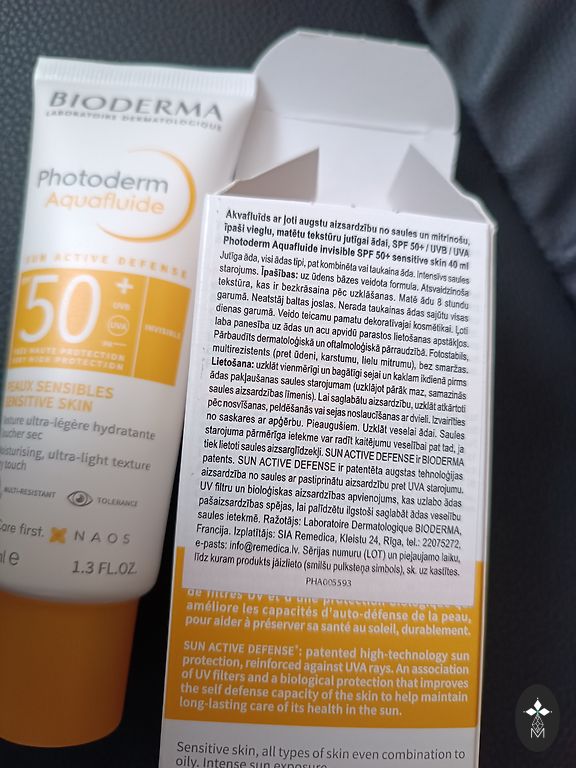 BIODERMA
LABORATOIRE DERMATOLOGIQUE
Photoderm
Aquafluide
SUN ACTIVE DEFENSE
50+
UVB
UVA
INVISIBLE
TRÈS HAUTE PROTECTION
VERY HIGH PROTECTION
PEAUX SENSIBLES
SENSITIVE SKIN
Texture ultra-légère hydratante
toucher sec
Moisturising, ultra-light texture
dry touch
MULTI-RESISTANT
TOLERANCE
Care first.
NAOS
ml e
1.3 FL.OZ.
Akvafluīds ar ļoti augstu aizsardzību no saules un mitrinošu,
īpaši vieglu, matētu tekstūru jutīgai ādai, SPF 50+ / UVB / UVA
Photoderm Aquafluide invisible SPF 50+ sensitive skin 40 ml
Jutīga āda, visi ādas tipi, pat kombinēta vai taukaina āda. Intensīvs saules
starojums. Īpašības: uz ūdens bāzes veidota formula. Atsvaidzinoša
tekstūra, kas ir bezkrāsaina pēc uzklāšanas. Matē ādu 8 stundu
garumā. Neatstāj baltas joslas. Nerada taukainas ādas sajūtu visas
dienas garumā. Veido teicamu pamatu dekoratīvajai kosmētikai. Ļoti
laba panesība uz ādas un acu apvidū parastos lietošanas apstākļos.
Pārbaudīts dermatoloģiskā un oftalmoloģiskā pārraudzībā. Fotostabils,
multirezistents (pret ūdeni, karstumu, lielu mitrumu), bez smaržas.
Lietošana: uzklāt vienmērīgi un bagātīgi sejai un kaklam ikdienā pirms
ādas pakļaušanas saules starojumam (uzklājot pārāk maz, samazinās
aizsardzības līmenis). Lai saglabātu aizsardzību, uzklāt atkārtoti
pēc nosvīšanas, peldēšanās vai sejas noslaucīšanas ar dvieli. Izvairīties
no saskares ar apģērbu. Pieaugušiem. Uzklāt veselai ādai. Saules
starojuma pārmērīga ietekme var radīt kaitējumu veselībai pat tad, ja
tiek lietoti saules aizsarglīdzekļi. SUN ACTIVE DEFENSE ir BIODERMA
patents. SUN ACTIVE DEFENSE ir patentēta augstas tehnoloģijas
aizsardzība no saules ar pastiprinātu aizsardzību pret UVA starojumu.
UV filtru un bioloģiskas aizsardzības apvienojums, kas uzlabo ādas
pašaizsardzības spējas, lai palīdzētu ilgstoši saglabāt ādas veselību
saules ietekmē. Ražotājs: Laboratoire Dermatologique BIODERMA,
Francija. Izplatītājs: SIA Remedica, Kleistu 24, Rīga, tel.: 22075272,
e-pasts: info@remedica.lv. Sērijas numuru (LOT) un pieļaujamo laiku,
līdz kuram produkts jāizlieto (smilšu pulksteņa simbols), sk. uz kastītes.
PHA005593
de filtres UV et d'une protection biologique qui
améliore les capacités d'auto-défense de la peau,
pour aider à préserver sa santé au soleil, durablement.
SUN ACTIVE DEFENSE*: patented high-technology sun
protection, reinforced against UVA rays. An association
of UV filters and a biological protection that improves
the self defense capacity of the skin to help maintain
long-lasting care of its health in the sun.
Sensitive skin, all types of skin even combination to
oily. Intense sun exposure.
M